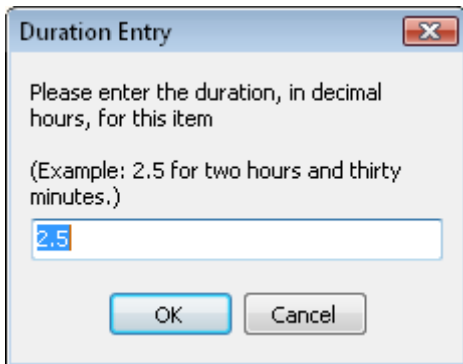 Duration Entry
Please enter the duration, in decimal
hours, for this item
(Example: 2.5 for two hours and thirty
minutes.)
2.5
OK Cancel